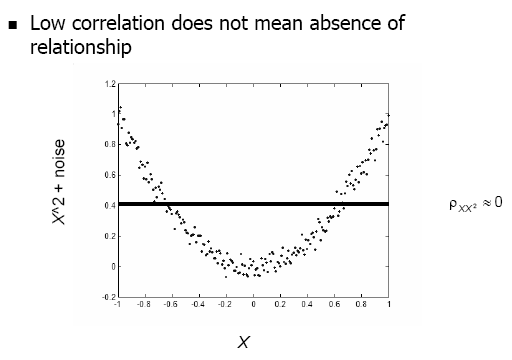 Low correlation does not mean absence of
relationship
1.2
1
0.8
0.6
0.4
0.2
0
-0.2
X^2 + noise
-1 -0.8 -0.6 -0.4 -0.2 0 0.2 0.4 0.6 0.8 1
X
ρXX² ≈ 0